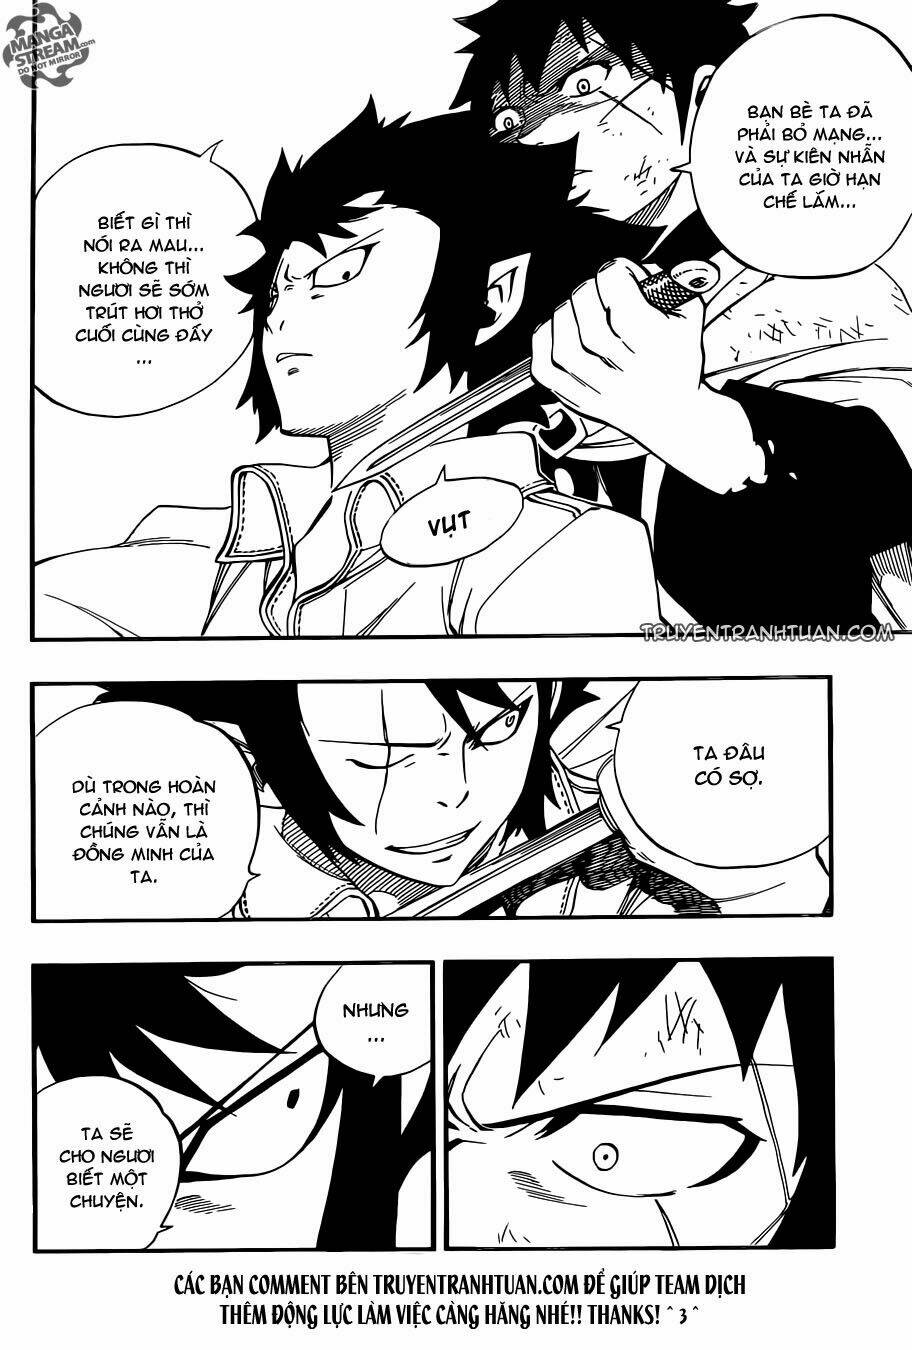 MANGA
STREAM.com
DO NOT MIRROR
BẠN BÈ TA ĐÃ
PHẢI BỎ MẠNG...
VÀ SỰ KIÊN NHẪN
CỦA TA GIỜ HẠN
CHẾ LẮM...
BIẾT GÌ THÌ
NÓI RA MAU...
KHÔNG THÌ
NGƯƠI SẼ SỚM
TRÚT HƠI THỞ
CUỐI CÙNG ĐẤY
...
VỤT
TRUYENTRANHTUAN.COM
TA ĐÂU
CÓ SỢ.
DÙ TRONG HOÀN
CẢNH NÀO, THÌ
CHÚNG VẪN LÀ
ĐỒNG MINH CỦA
TA.
NHƯNG
...
TA SẼ
CHO NGƯƠI
BIẾT MỘT
CHUYỆN.
CÁC BẠN COMMENT BÊN TRUYENTRANHTUAN.COM ĐỂ GIÚP TEAM DỊCH
THÊM ĐỘNG LỰC LÀM VIỆC CÀNG HĂNG NHÉ!! THANKS! ^3^